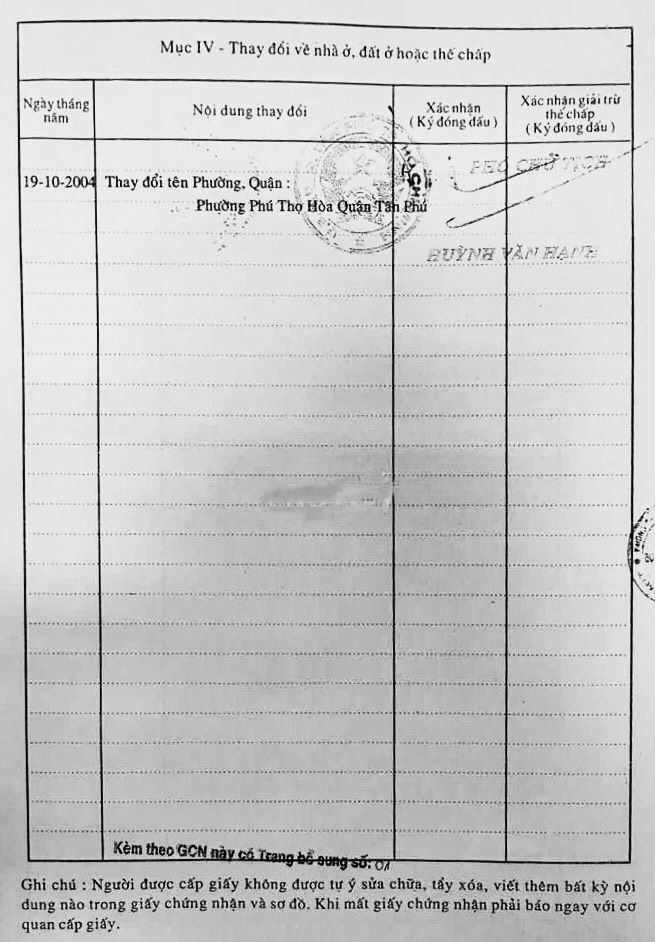 Mục IV - Thay đổi về nhà ở, đất ở hoặc thế chấp
Ngày tháng năm
Nội dung thay đổi
Xác nhận
( Ký đóng dấu )
Xác nhận giải trừ thế chấp
( Ký đóng dấu )
19-10-2004 Thay đổi tên Phường, Quận :
Phường Phú Thọ Hòa Quận Tân Phú
PHÓ CHỦ TỊCH
HUỲNH VĂN HẠNH
Kèm theo GCN này có Trang bổ sung số: 01
Ghi chú : Người được cấp giấy không được tự ý sửa chữa, tẩy xóa, viết thêm bất kỳ nội
dung nào trong giấy chứng nhận và sơ đồ. Khi mất giấy chứng nhận phải báo ngay với cơ
quan cấp giấy.